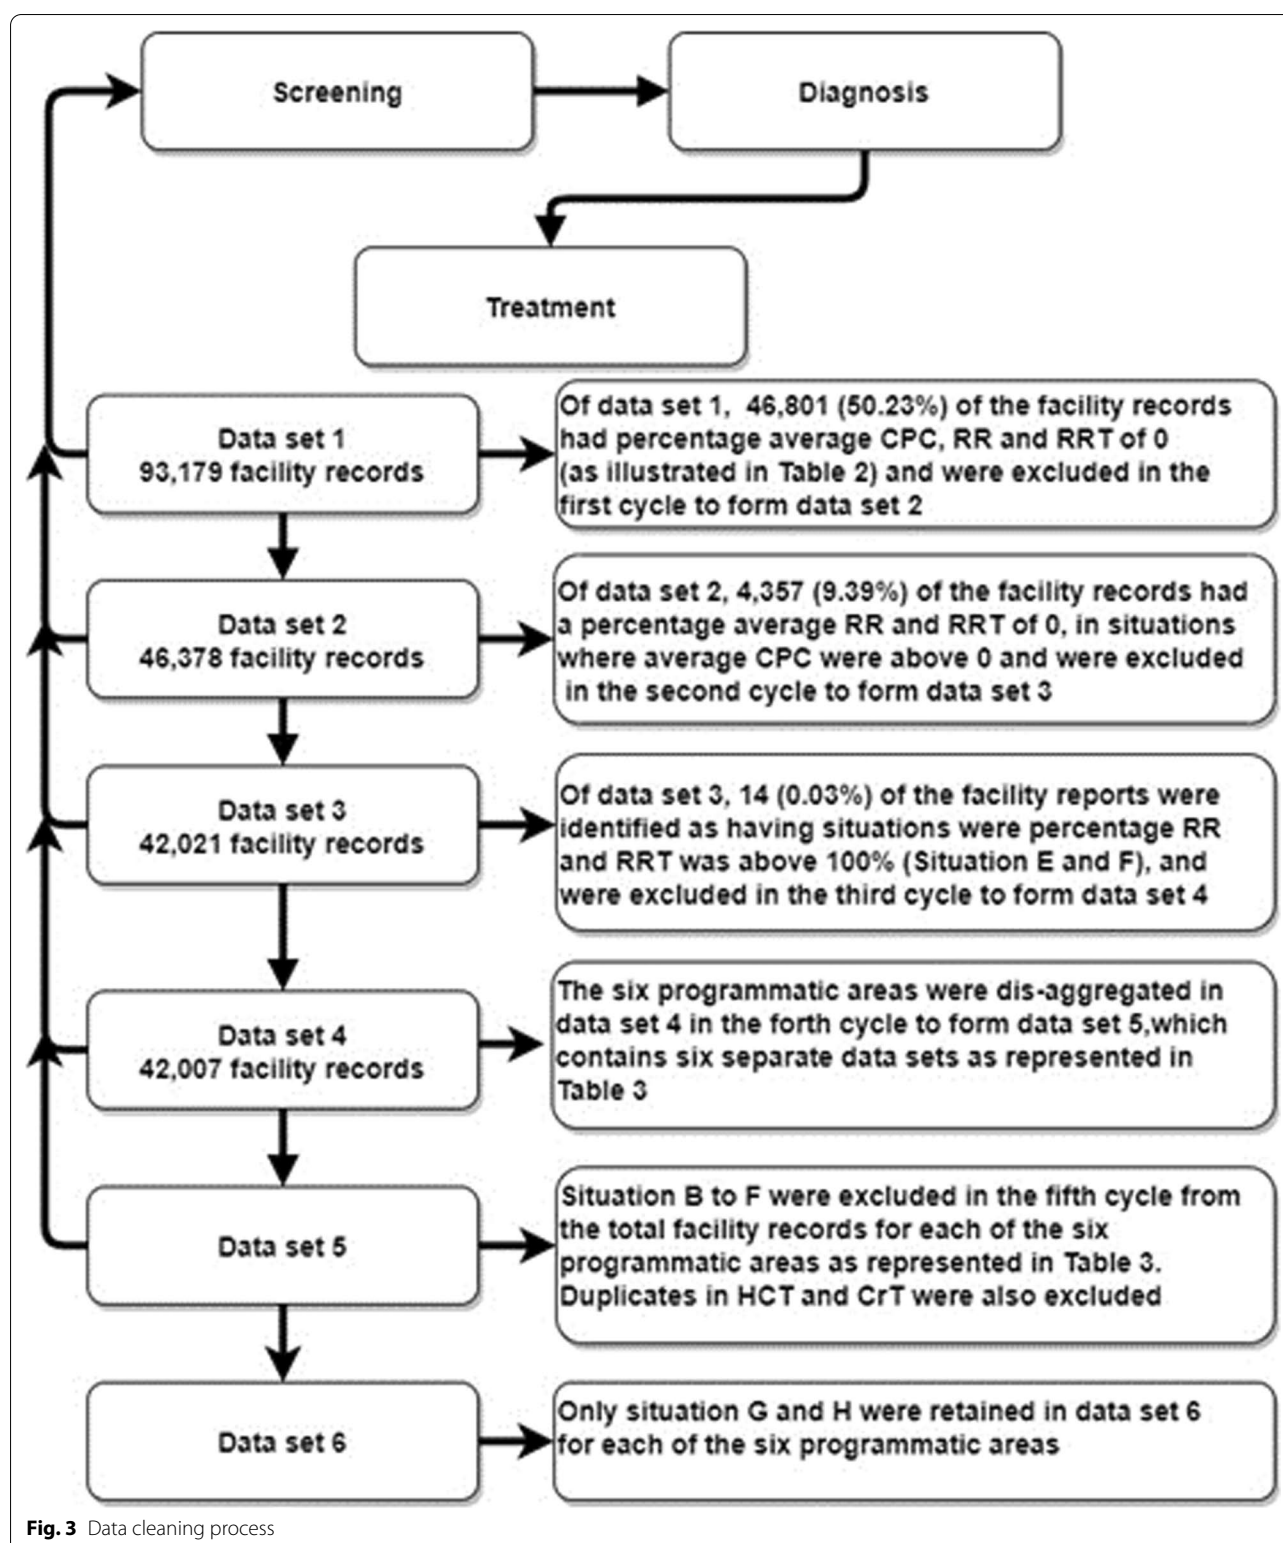 Screening
Diagnosis
Treatment
Data set 1
93,179 facility records
Of data set 1, 46,801 (50.23%) of the facility records
had percentage average CPC, RR and RRT of 0
(as illustrated in Table 2) and were excluded in the
first cycle to form data set 2
Data set 2
46,378 facility records
Of data set 2, 4,357 (9.39%) of the facility records had
a percentage average RR and RRT of 0, in situations
where average CPC were above 0 and were excluded
in the second cycle to form data set 3
Data set 3
42,021 facility records
Of data set 3, 14 (0.03%) of the facility reports were
identified as having situations were percentage RR
and RRT was above 100% (Situation E and F), and
were excluded in the third cycle to form data set 4
Data set 4
42,007 facility records
The six programmatic areas were dis-aggregated in
data set 4 in the forth cycle to form data set 5,which
contains six separate data sets as represented in
Table 3
Data set 5
Situation B to F were excluded in the fifth cycle from
the total facility records for each of the six
programmatic areas as represented in Table 3.
Duplicates in HCT and CrT were also excluded
Data set 6
Only situation G and H were retained in data set 6
for each of the six programmatic areas
Fig. 3 Data cleaning process